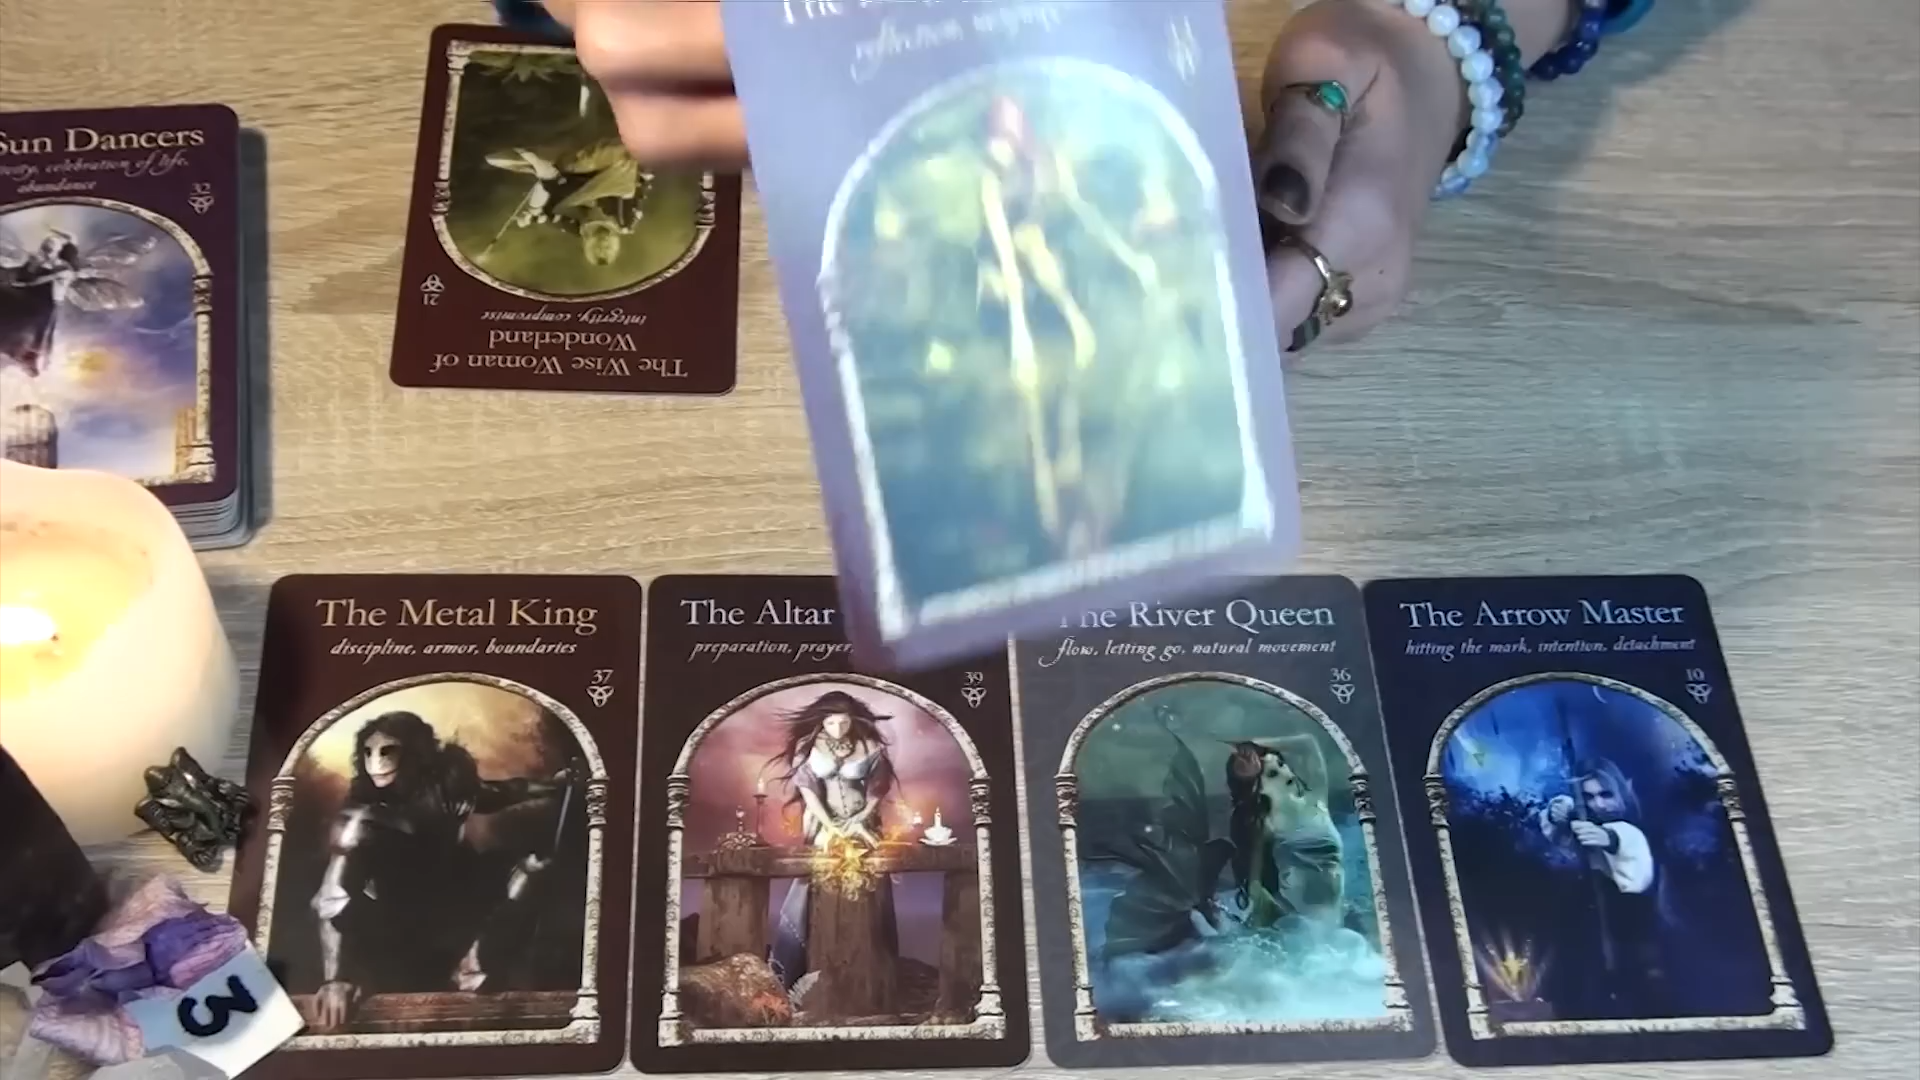 The
reflection,
Sun Dancers
celebration of life,
abundance
32
21
The Wise Woman of
Wonderland
integrity, compromise
The Metal King
discipline, armor, boundaries
37
The Altar
preparation, prayer,
39
The River Queen
flow, letting go, natural movement
36
The Arrow Master
hitting the mark, intention, detachment
10
3